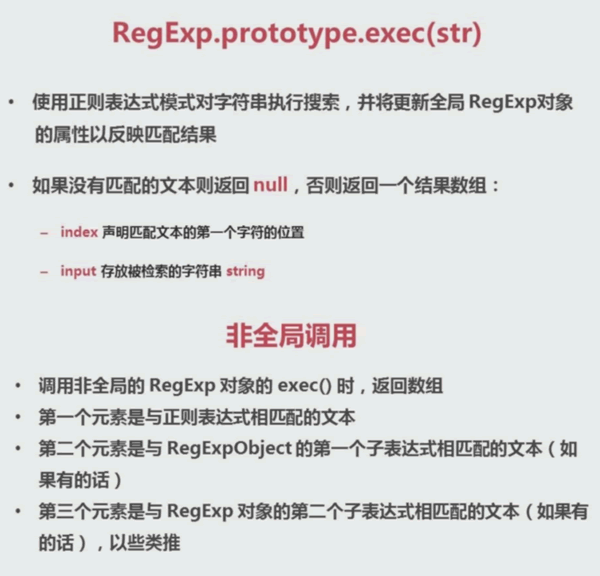 RegExp.prototype.exec(str)
• 使用正则表达式模式对字符串执行搜索，并将更新全局 RegExp对象
的属性以反映匹配结果
• 如果没有匹配的文本则返回 null，否则返回一个结果数组：
– index 声明匹配文本的第一个字符的位置
– input 存放被检索的字符串 string
非全局调用
• 调用非全局的 RegExp 对象的 exec() 时，返回数组
• 第一个元素是与正则表达式相匹配的文本
• 第二个元素是与 RegExpObject 的第一个子表达式相匹配的文本（如
果有的话）
• 第三个元素是与 RegExp 对象的第二个子表达式相匹配的文本（如果有
的话），以些类推